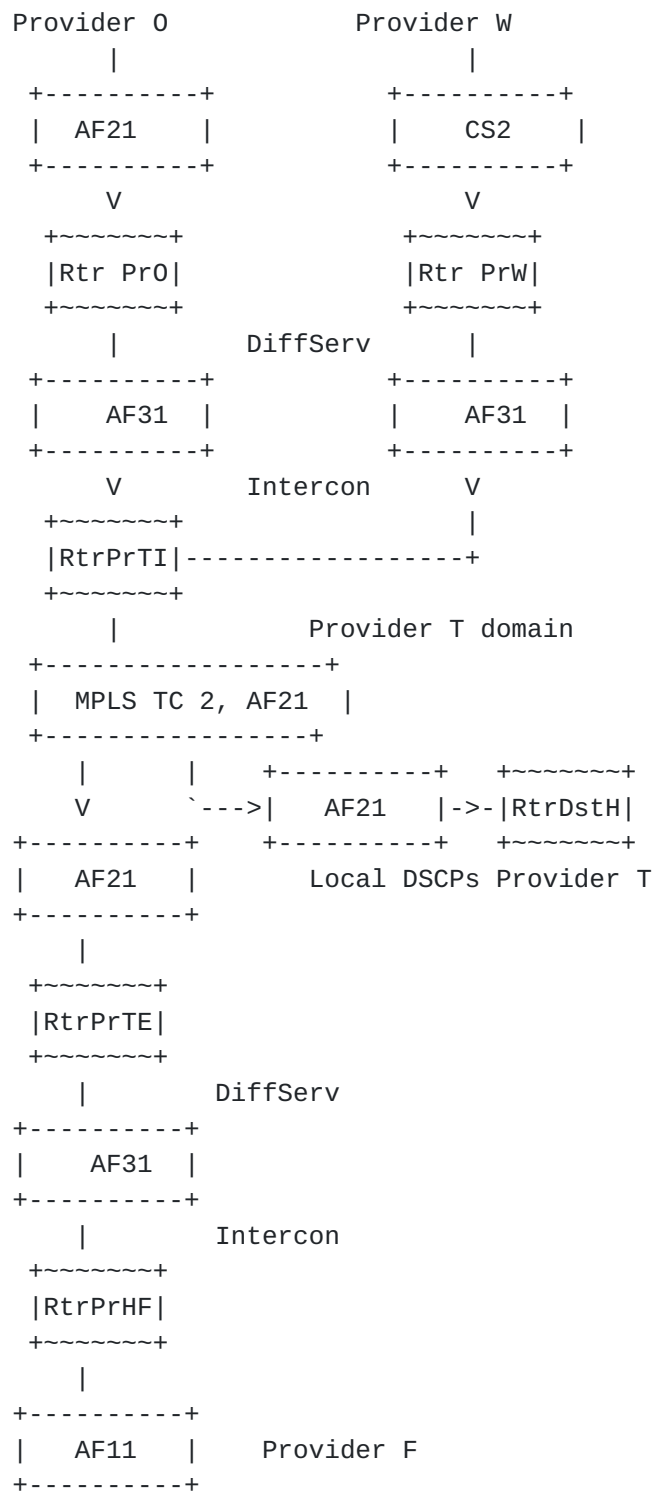 Provider O            Provider W
      |                      |
 +----------+           +----------+
 |  AF21    |           |    CS2     |
 +----------+           +----------+
      V                      V
  +~~~~~~~+              +~~~~~~~+
  |Rtr PrO|              |Rtr PrW|
  +~~~~~~~+              +~~~~~~~+
      |        DiffServ      |
 +----------+           +----------+
 |    AF31  |           |    AF31  |
 +----------+           +----------+
      V        Intercon      V
  +~~~~~~~+                  |
  |RtrPrTI|------------------+
  +~~~~~~~+
      |            Provider T domain
 +------------------+
 |  MPLS TC 2, AF21  |
 +-----------------+
    |      |    +----------+   +~~~~~~~+
    V      `--->|   AF21   |->-|RtrDstH|
+----------+    +----------+   +~~~~~~~+
|   AF21   |       Local DSCPs Provider T
+----------+
    |
 +~~~~~~~+
 |RtrPrTE|
 +~~~~~~~+
    |        DiffServ
+----------+
|    AF31  |
+----------+
    |        Intercon
 +~~~~~~~+
 |RtrPrHF|
 +~~~~~~~+
    |
+----------+
|   AF11   |    Provider F
+----------+